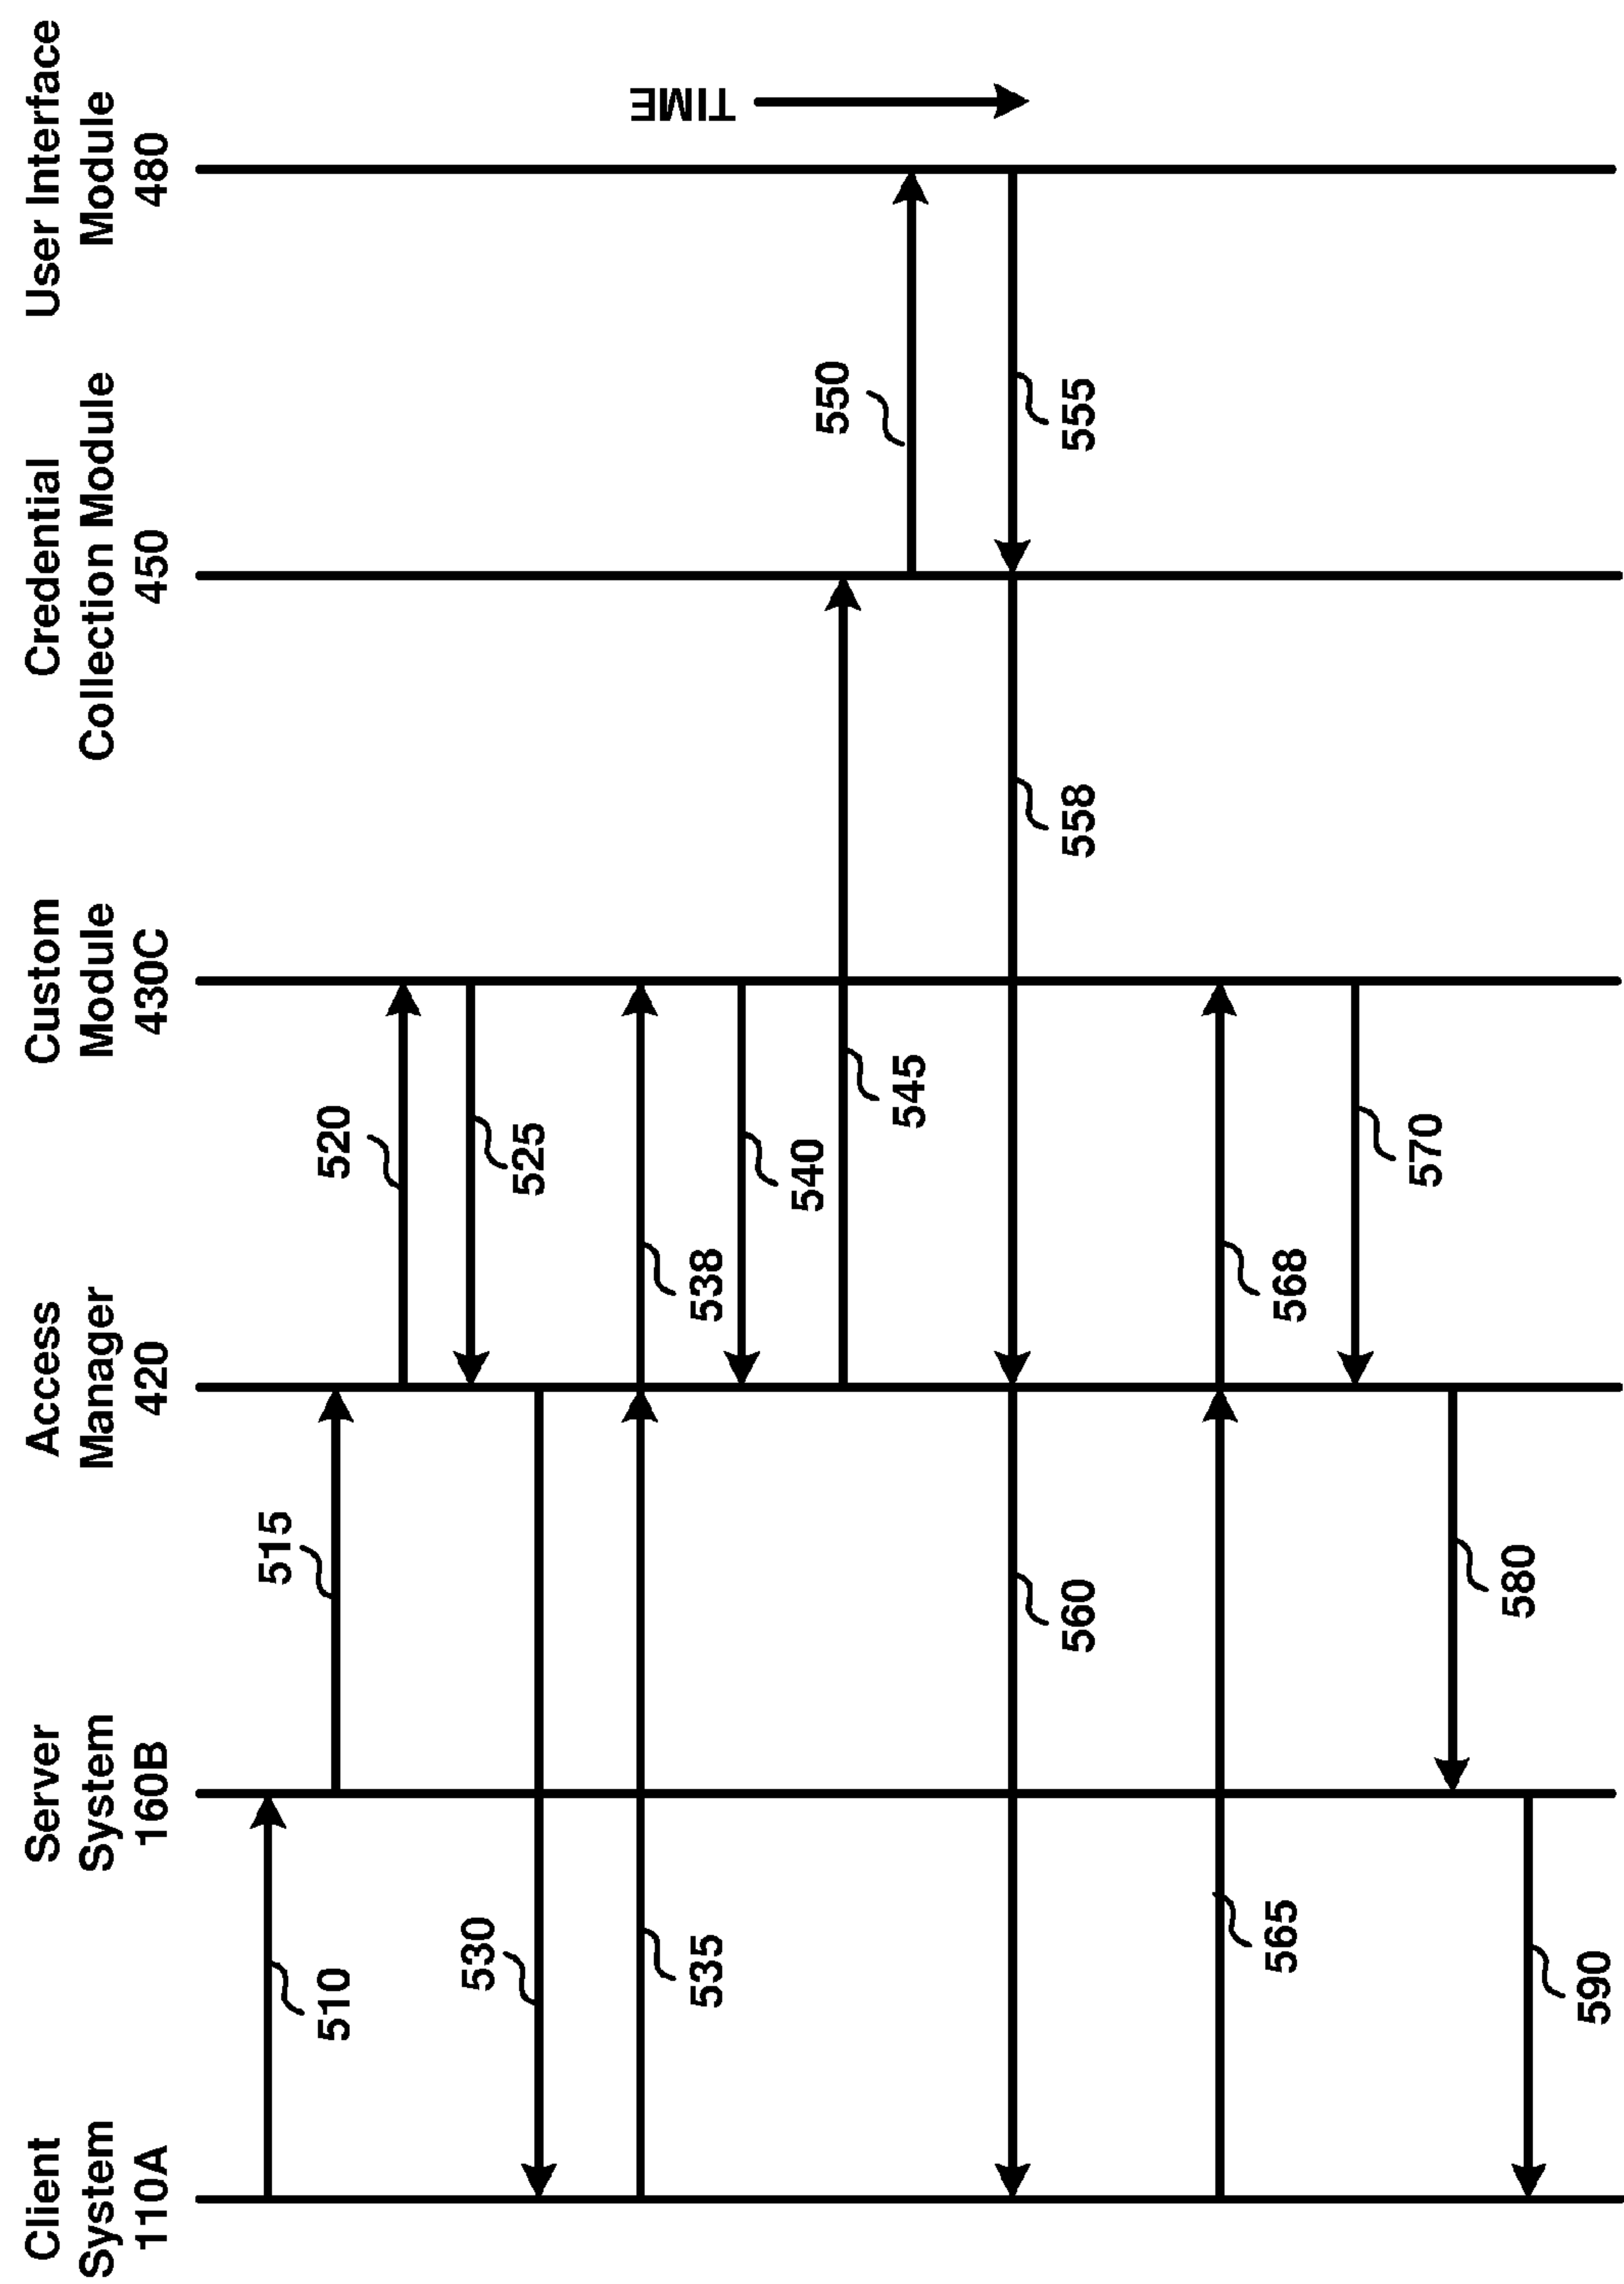 Client
System
110A
Server
System
160B
Access
Manager
420
Custom
Module
430C
Credential
Collection Module
450
User Interface
Module
480
TIME
510
515
520
525
530
535
538
540
545
550
555
558
560
565
568
570
580
590